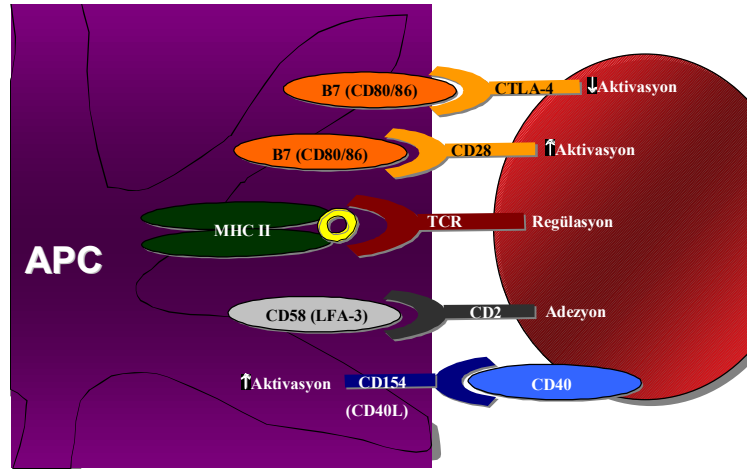 B7 (CD80/86) CTLA-4 ⬇Aktivasyon
B7 (CD80/86) CD28 ⬆Aktivasyon
MHC II TCR Regülasyon
APC
CD58 (LFA-3) CD2 Adezyon
⬆Aktivasyon CD154 CD40
(CD40L)